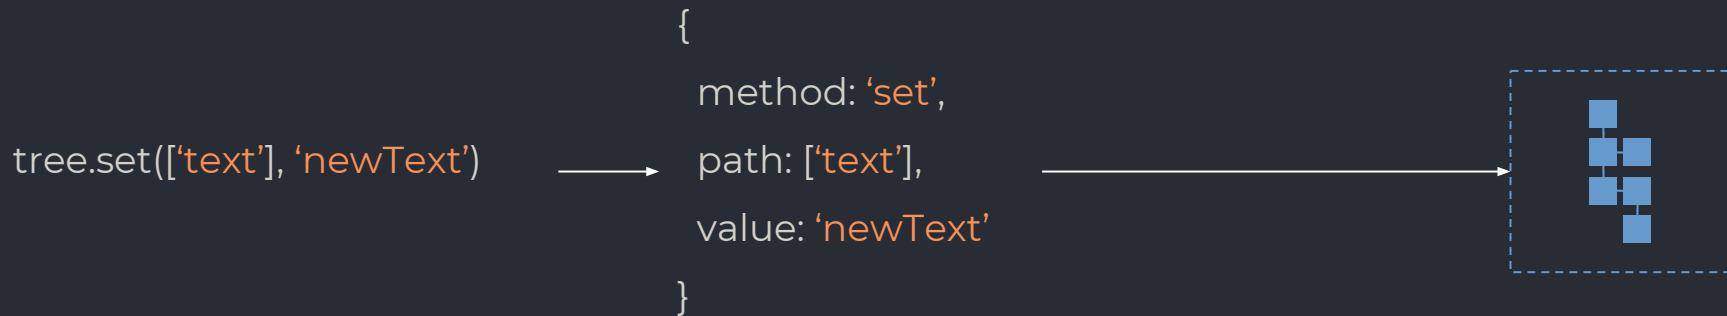 tree.set([‘text’], ‘newText’)
{
method: ‘set’,
path: [‘text’],
value: ‘newText’
}